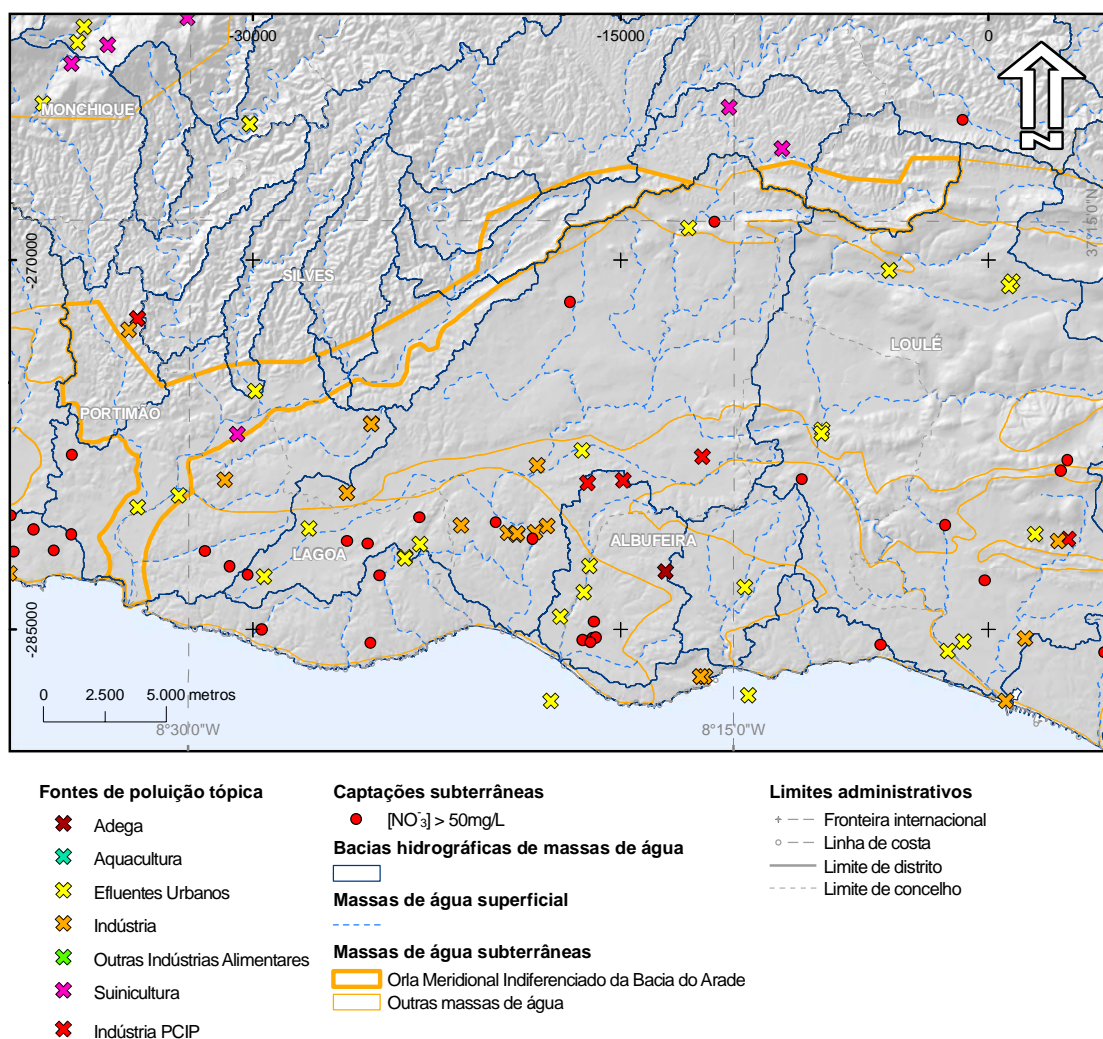 -30000
-15000
0
N
MONCHIQUE
37°15'0"N
-270000
SILVES
LOULÉ
PORTIMÃO
LAGOA
ALBUFEIRA
-285000
0 2.500 5.000 metros
8°30'0"W
8°15'0"W
Fontes de poluição tópica
Adega
Aquacultura
Efluentes Urbanos
Indústria
Outras Indústrias Alimentares
Suinicultura
Indústria PCIP
Captações subterrâneas
[NO⁻₃] > 50mg/L
Bacias hidrográficas de massas de água
Massas de água superficial
Massas de água subterrâneas
Orla Meridional Indiferenciado da Bacia do Arade
Outras massas de água
Limites administrativos
Fronteira internacional
Linha de costa
Limite de distrito
Limite de concelho